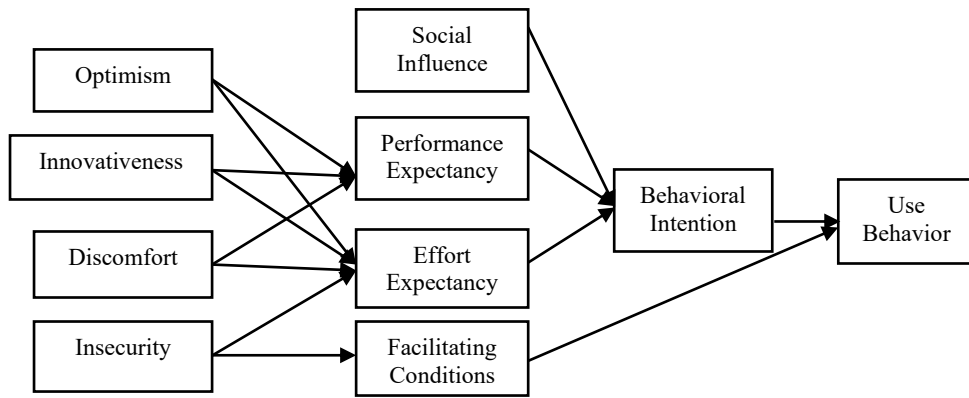 Optimism
Innovativeness
Discomfort
Insecurity
Social
Influence
Performance
Expectancy
Effort
Expectancy
Facilitating
Conditions
Behavioral
Intention
Use
Behavior